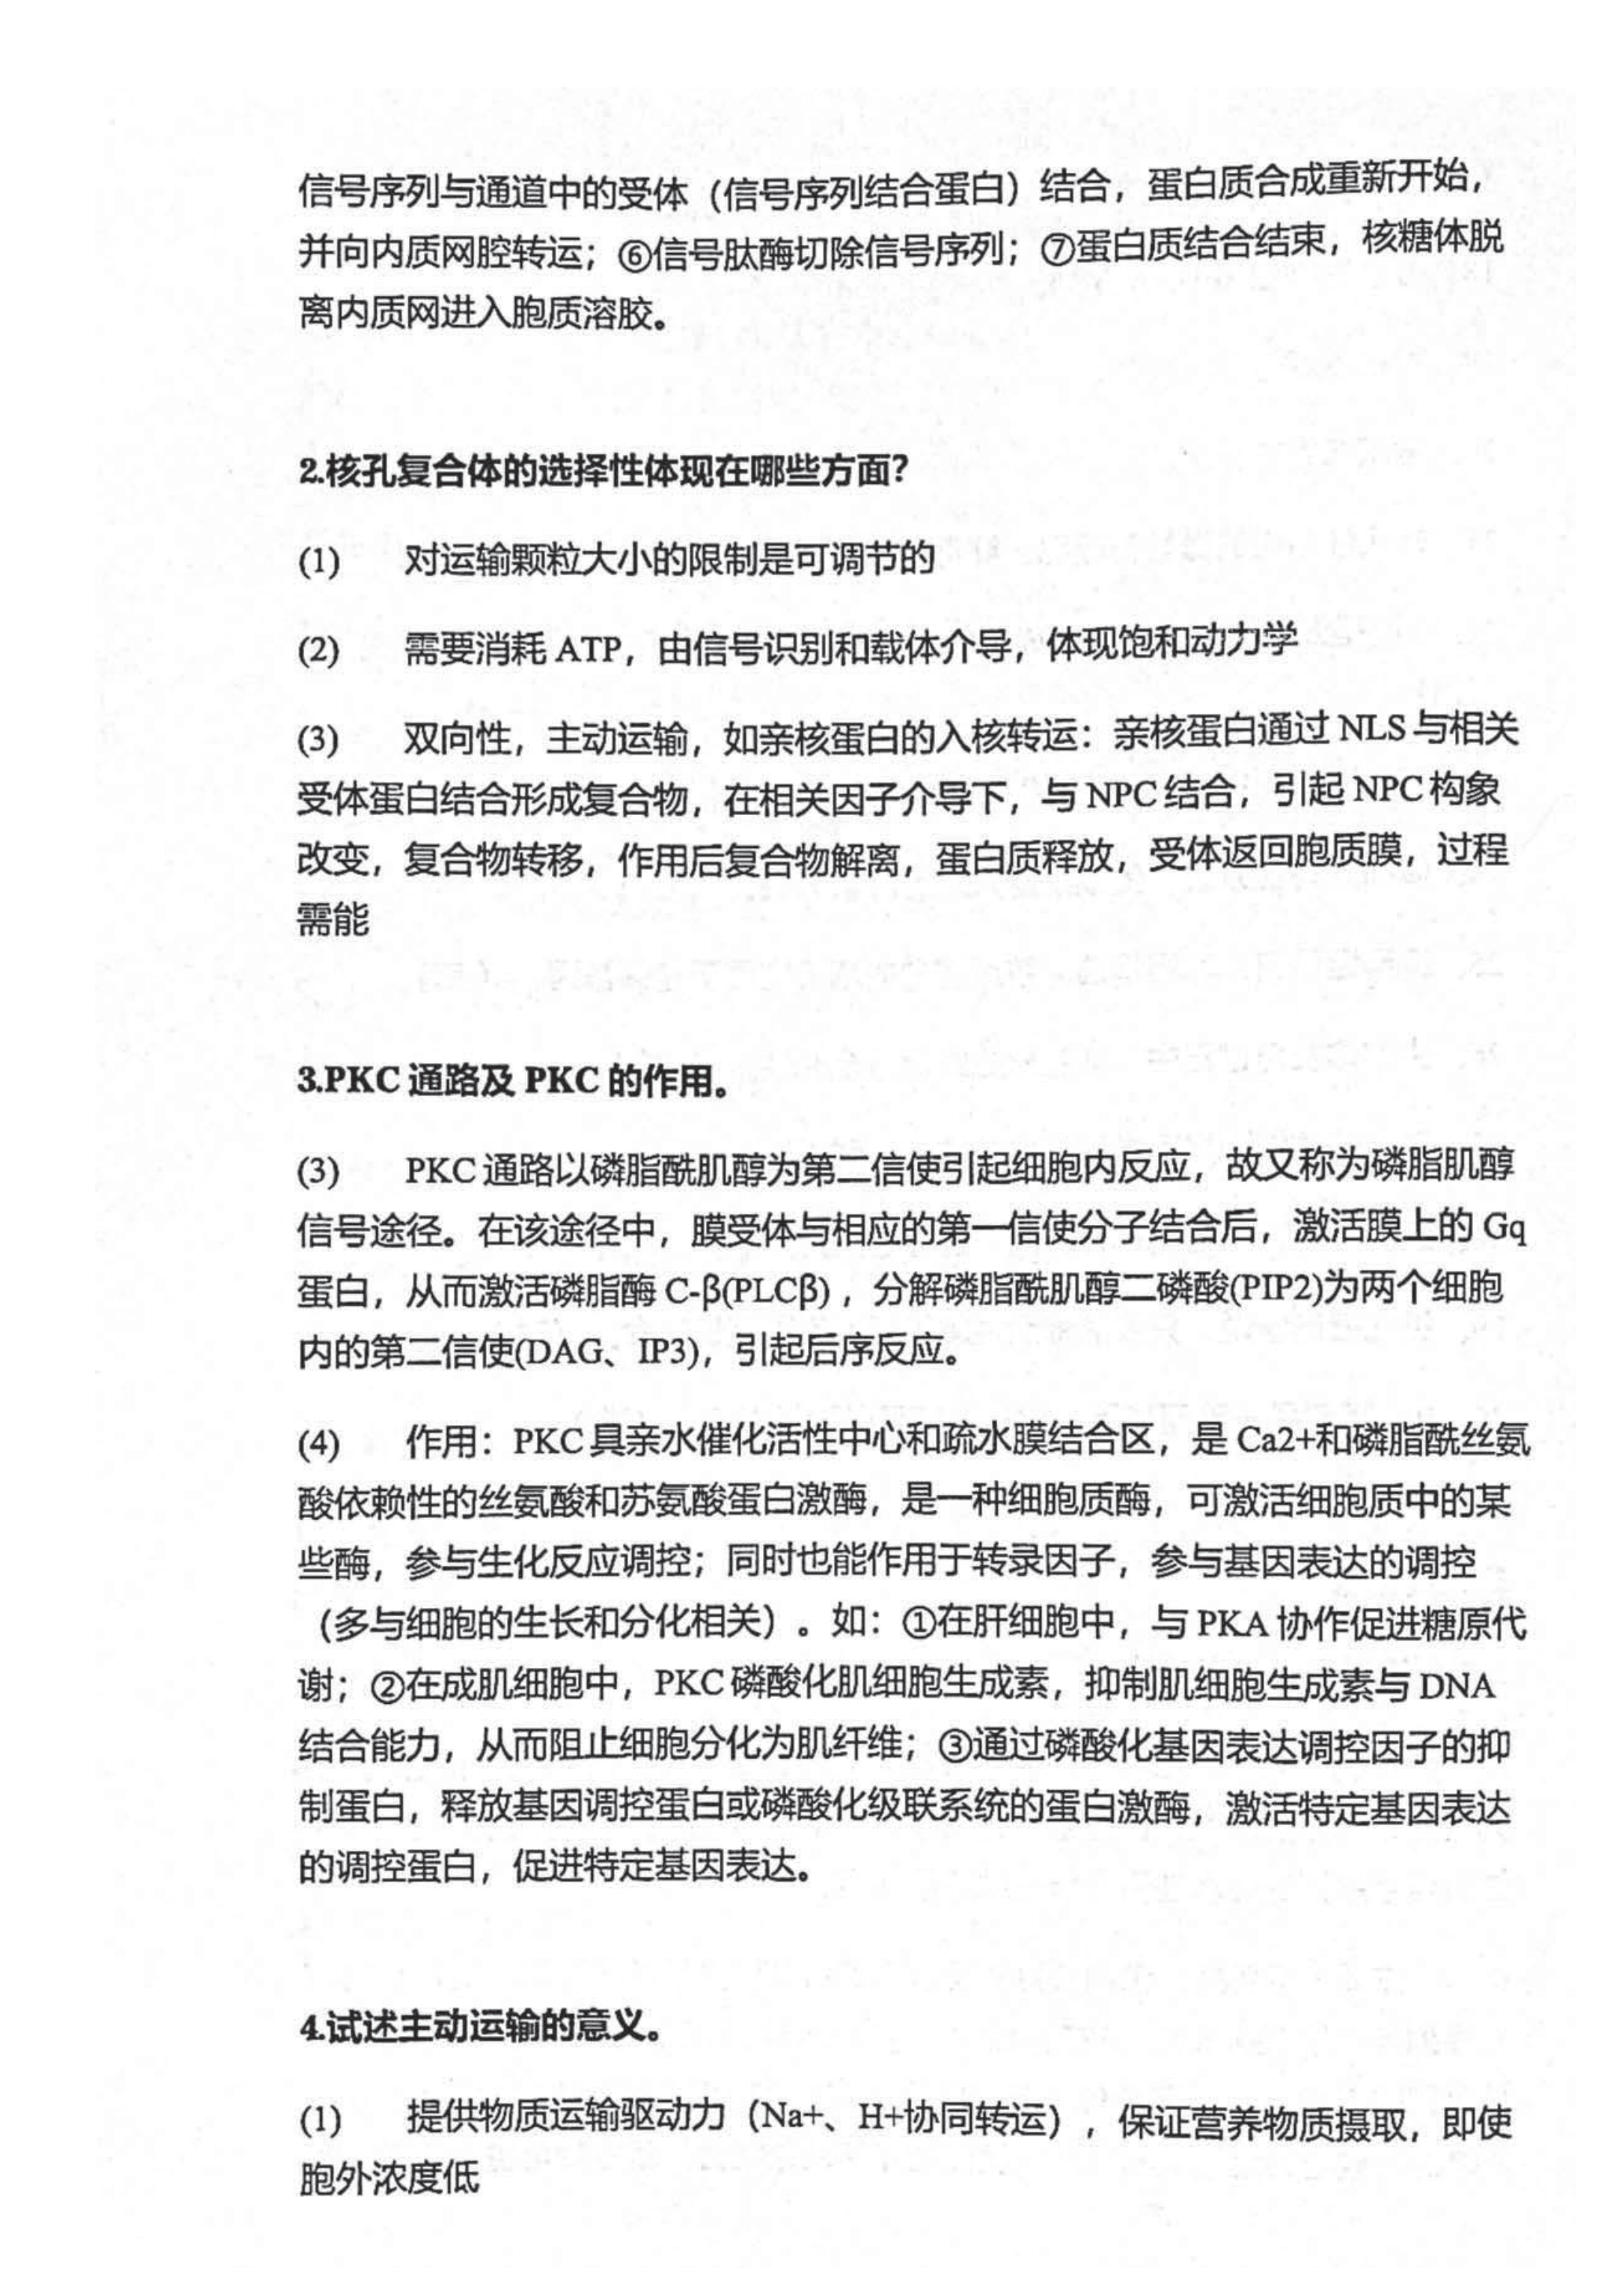 信号序列与通道中的受体（信号序列结合蛋白）结合，蛋白质合成重新开始，
并向内质网腔转运；⑥信号肽酶切除信号序列；⑦蛋白质结合结束，核糖体脱
离内质网进入胞质溶胶。
2.核孔复合体的选择性体现在哪些方面？
(1) 对运输颗粒大小的限制是可调节的
(2) 需要消耗 ATP，由信号识别和载体介导，体现饱和动力学
(3) 双向性，主动运输，如亲核蛋白的入核转运：亲核蛋白通过 NLS 与相关
受体蛋白结合形成复合物，在相关因子介导下，与 NPC 结合，引起 NPC 构象
改变，复合物转移，作用后复合物解离，蛋白质释放，受体返回胞质膜，过程
需能
3.PKC 通路及 PKC 的作用。
(3) PKC 通路以磷脂酰肌醇为第二信使引起细胞内反应，故又称为磷脂肌醇
信号途径。在该途径中，膜受体与相应的第一信使分子结合后，激活膜上的 Gq
蛋白，从而激活磷脂酶 C-β(PLCβ) ，分解磷脂酰肌醇二磷酸(PIP2)为两个细胞
内的第二信使(DAG、IP3)，引起后序反应。
(4) 作用：PKC 具亲水催化活性中心和疏水膜结合区，是 Ca2+和磷脂酰丝氨
酸依赖性的丝氨酸和苏氨酸蛋白激酶，是一种细胞质酶，可激活细胞质中的某
些酶，参与生化反应调控；同时也能作用于转录因子，参与基因表达的调控
（多与细胞的生长和分化相关）。如：①在肝细胞中，与 PKA 协作促进糖原代
谢；②在成肌细胞中，PKC 磷酸化肌细胞生成素，抑制肌细胞生成素与 DNA
结合能力，从而阻止细胞分化为肌纤维；③通过磷酸化基因表达调控因子的抑
制蛋白，释放基因调控蛋白或磷酸化级联系统的蛋白激酶，激活特定基因表达
的调控蛋白，促进特定基因表达。
4.试述主动运输的意义。
(1) 提供物质运输驱动力（Na+、H+协同转运），保证营养物质摄取，即使
胞外浓度低